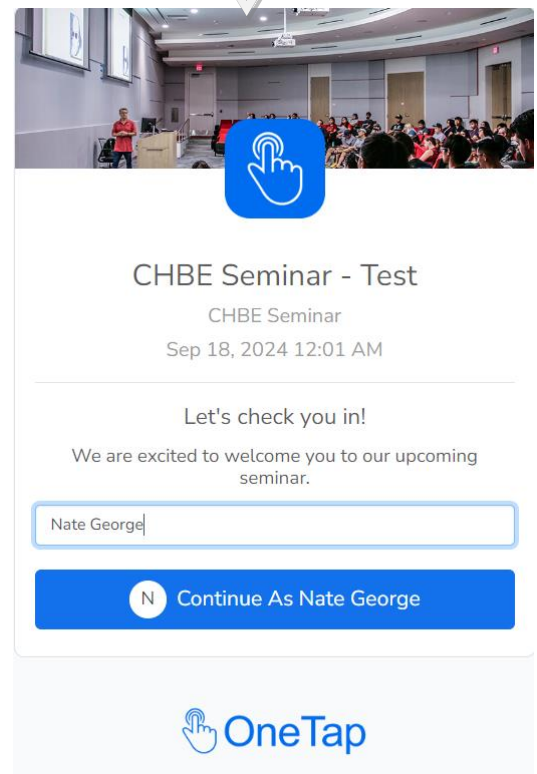 CHBE Seminar - Test
CHBE Seminar
Sep 18, 2024 12:01 AM
Let's check you in!
We are excited to welcome you to our upcoming
seminar.
Nate George
N Continue As Nate George
OneTap